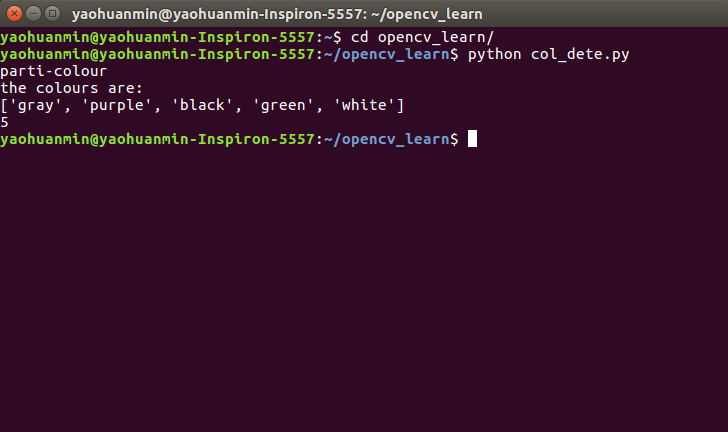 yaohuanmin@yaohuanmin-Inspiron-5557: ~/opencv_learn
yaohuanmin@yaohuanmin-Inspiron-5557:~$ cd opencv_learn/
yaohuanmin@yaohuanmin-Inspiron-5557:~/opencv_learn$ python col_dete.py
parti-colour
the colours are:
['gray', 'purple', 'black', 'green', 'white']
5
yaohuanmin@yaohuanmin-Inspiron-5557:~/opencv_learn$